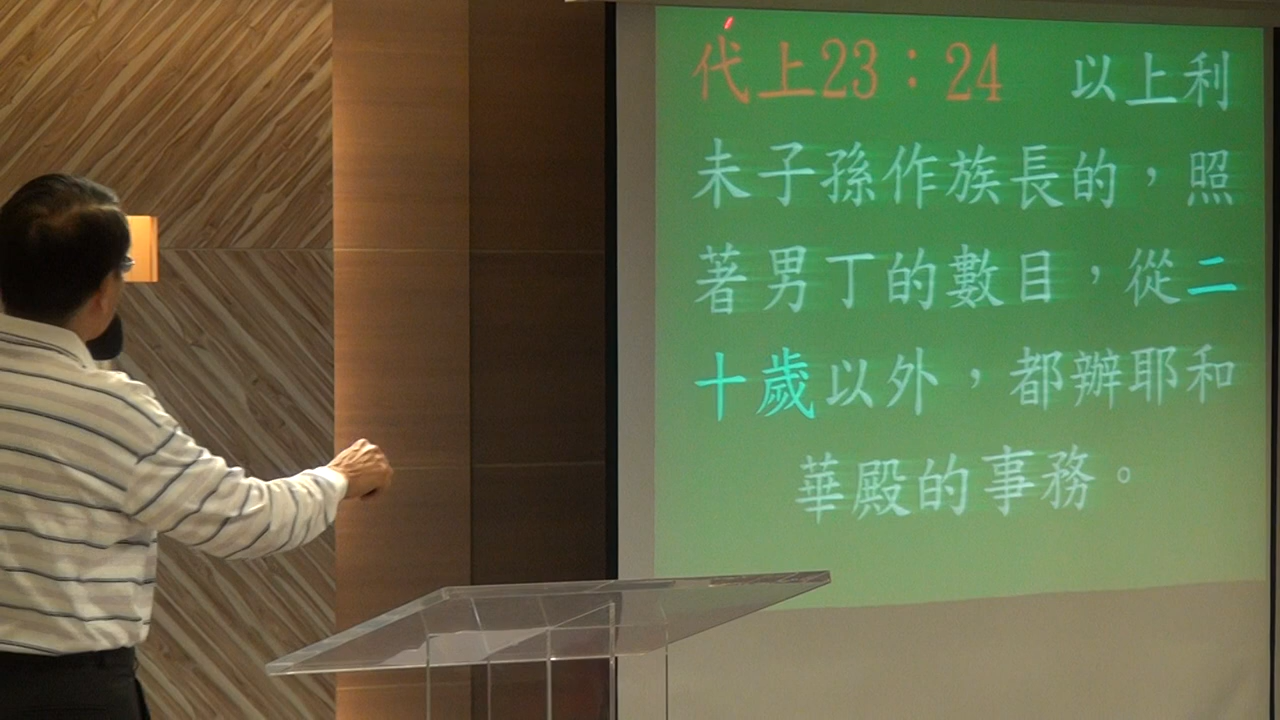 代上23：24　以上利
未子孫作族長的，照
著男丁的數目，從二
十歲以外，都辦耶和
華殿的事務。